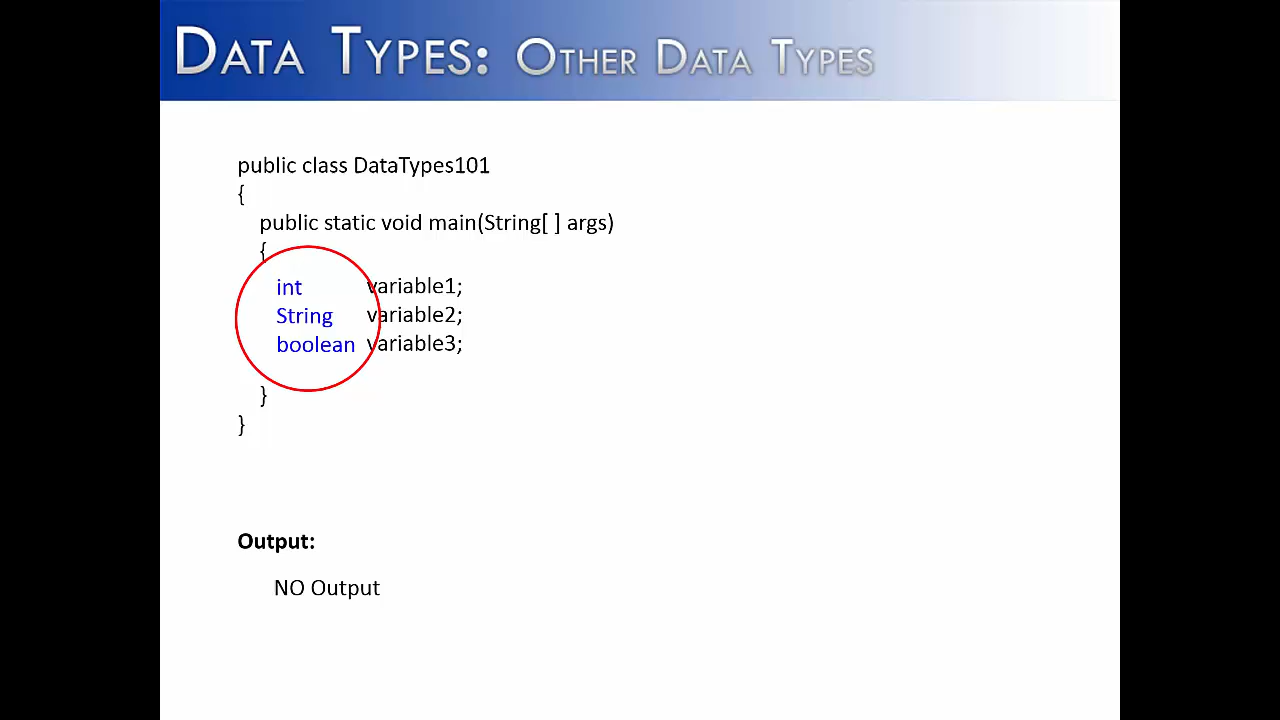 DATA TYPES: OTHER DATA TYPES
public class DataTypes101
{
public static void main(String[ ] args)
{
int variable1;
String variable2;
boolean variable3;
}
}
Output:
NO Output